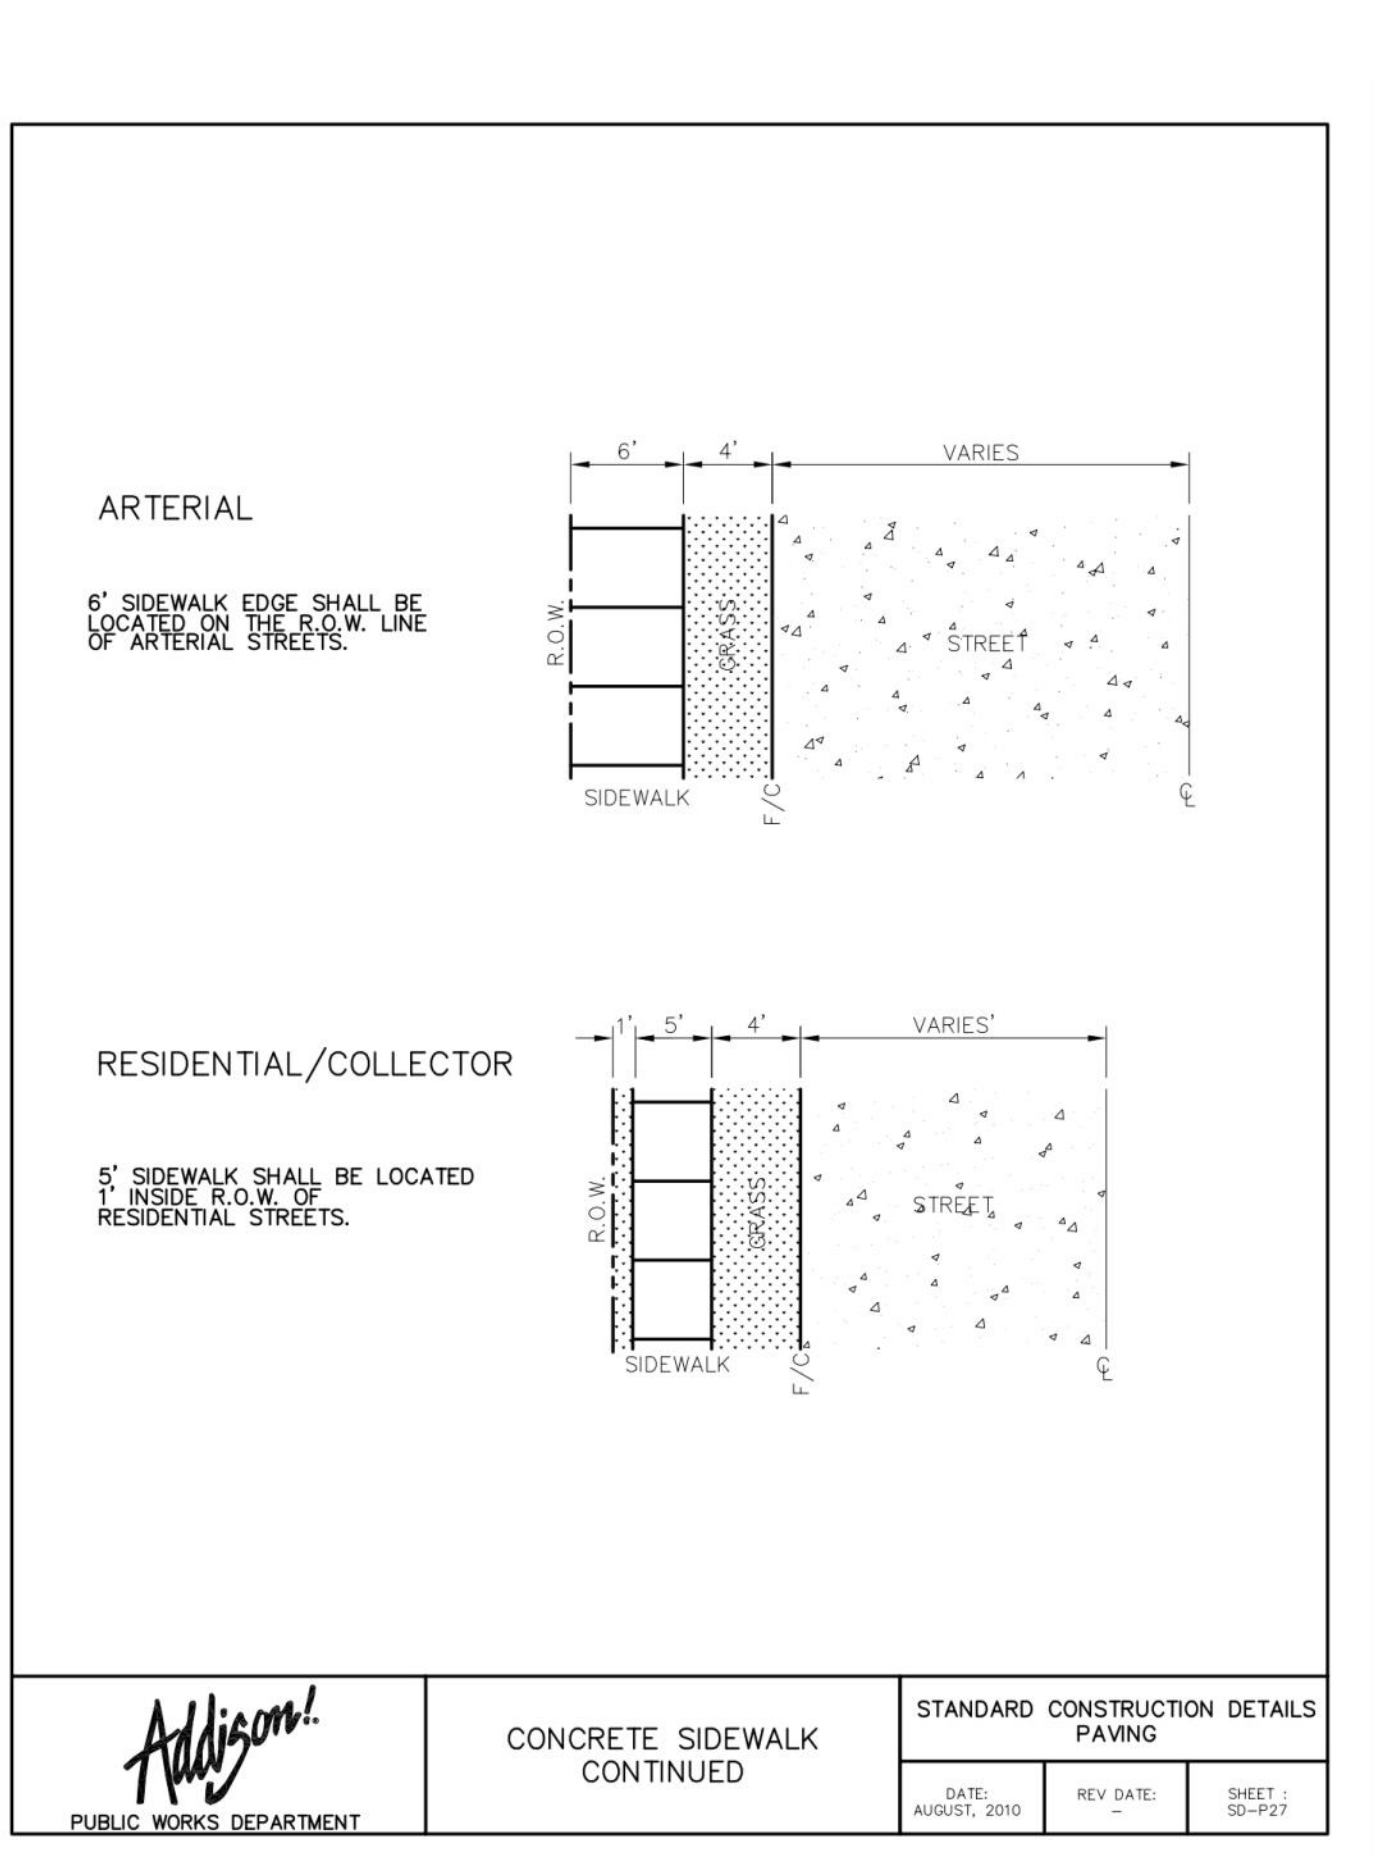 6' 4' VARIES
ARTERIAL
6' SIDEWALK EDGE SHALL BE
LOCATED ON THE R.O.W. LINE
OF ARTERIAL STREETS.
R.O.W.
GRASS
STREET
SIDEWALK
F/C
℄
1' 5' 4' VARIES'
RESIDENTIAL/COLLECTOR
5' SIDEWALK SHALL BE LOCATED
1' INSIDE R.O.W. OF
RESIDENTIAL STREETS.
R.O.W.
GRASS
STREET
SIDEWALK
F/C
℄
Addison!
PUBLIC WORKS DEPARTMENT
CONCRETE SIDEWALK
CONTINUED
STANDARD CONSTRUCTION DETAILS
PAVING
DATE:
AUGUST, 2010
REV DATE:
–
SHEET :
SD-P27